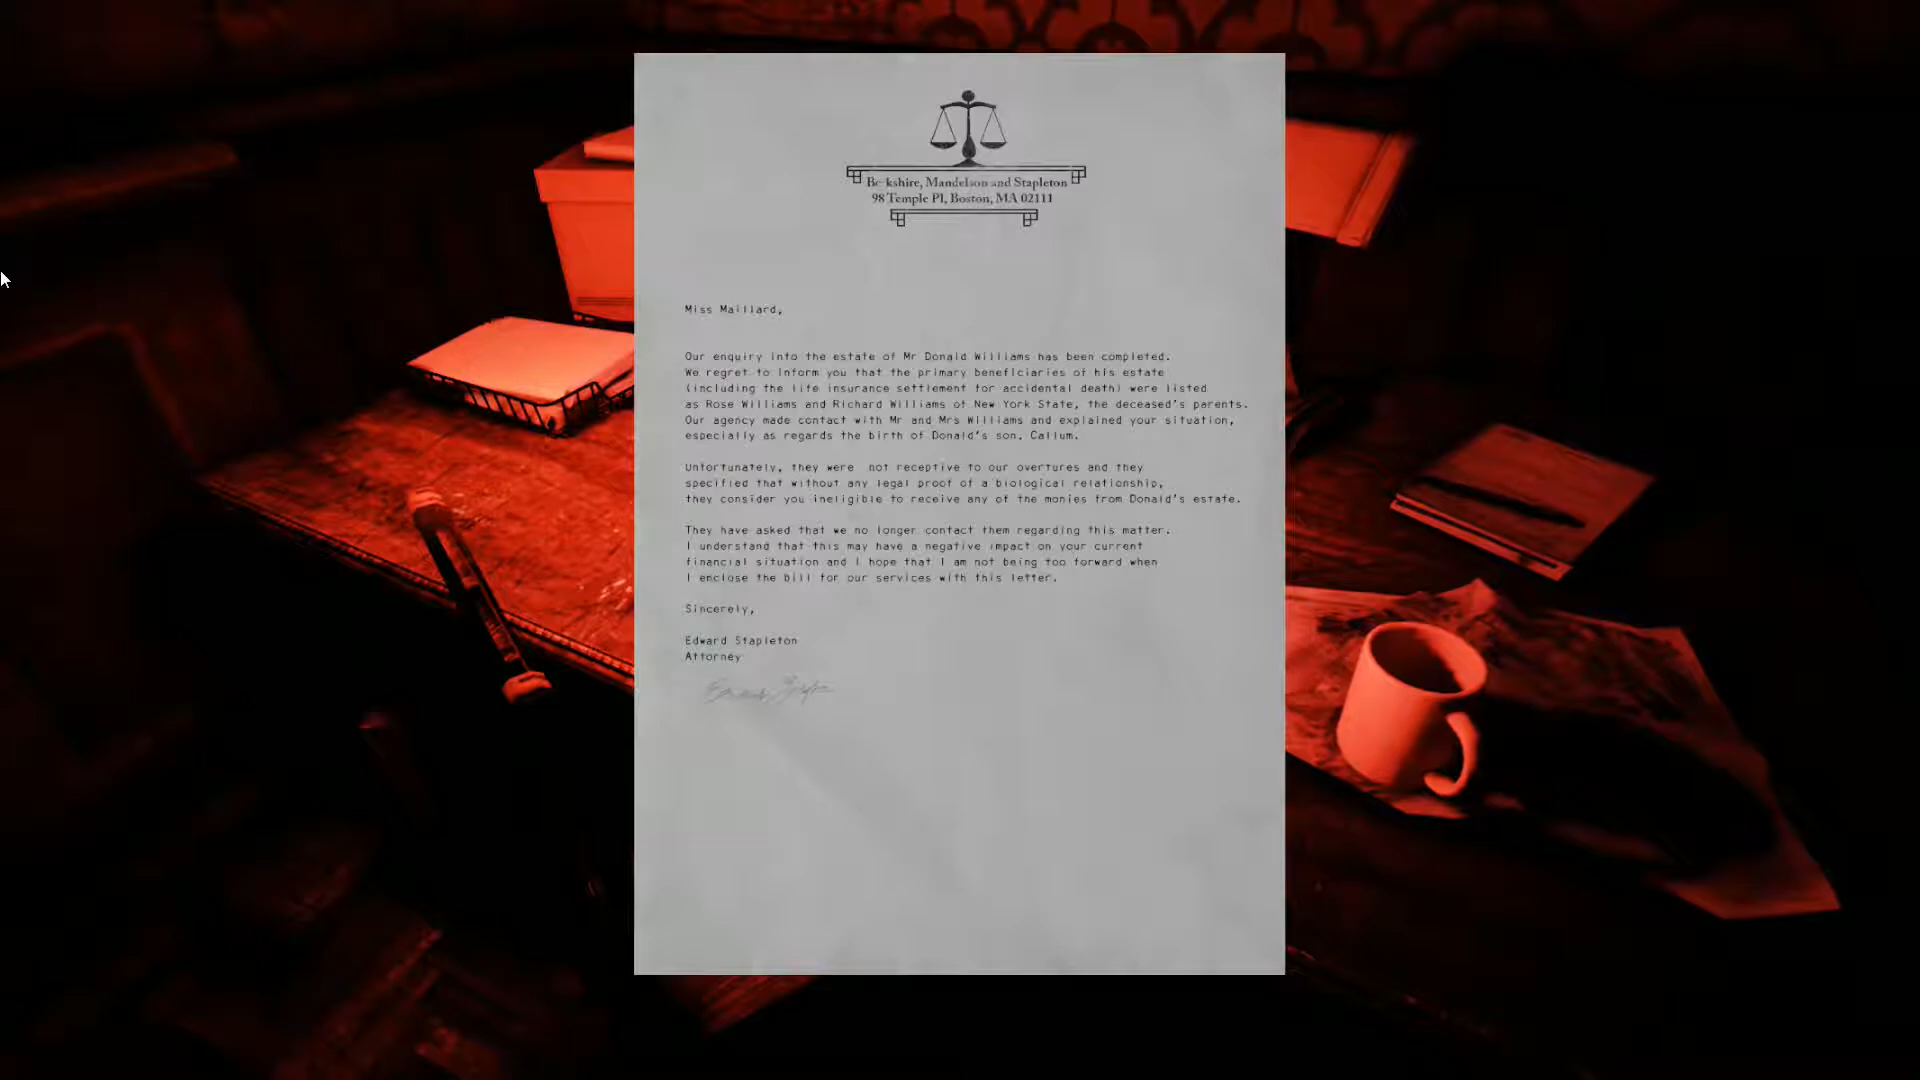 Berkshire, Mandelson and Stapleton
98 Temple Pl, Boston, MA 02111
Miss Maillard,
Our enquiry into the estate of Mr Donald Williams has been completed.
We regret to inform you that the primary beneficiaries of his estate
(including the life insurance settlement for accidental death) were listed
as Rose Williams and Richard Williams of New York State, the deceased's parents.
Our agency made contact with Mr and Mrs Williams and explained your situation,
especially as regards the birth of Donald's son, Callum.
Unfortunately, they were not receptive to our overtures and they
specified that without any legal proof of a biological relationship,
they consider you ineligible to receive any of the monies from Donald's estate.
They have asked that we no longer contact them regarding this matter.
I understand that this may have a negative impact on your current
financial situation and I hope that I am not being too forward when
I enclose the bill for our services with this letter.
Sincerely,
Edward Stapleton
Attorney